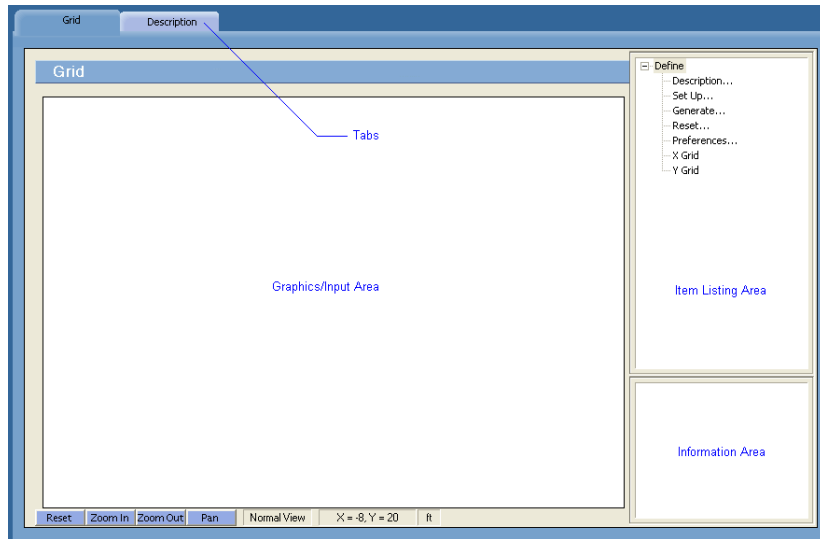 Grid
Description
Grid
Tabs
Graphics/Input Area
Define
Description...
Set Up...
Generate...
Reset...
Preferences...
X Grid
Y Grid
Item Listing Area
Information Area
Reset Zoom In Zoom Out Pan Normal View X = -8, Y = 20 ft